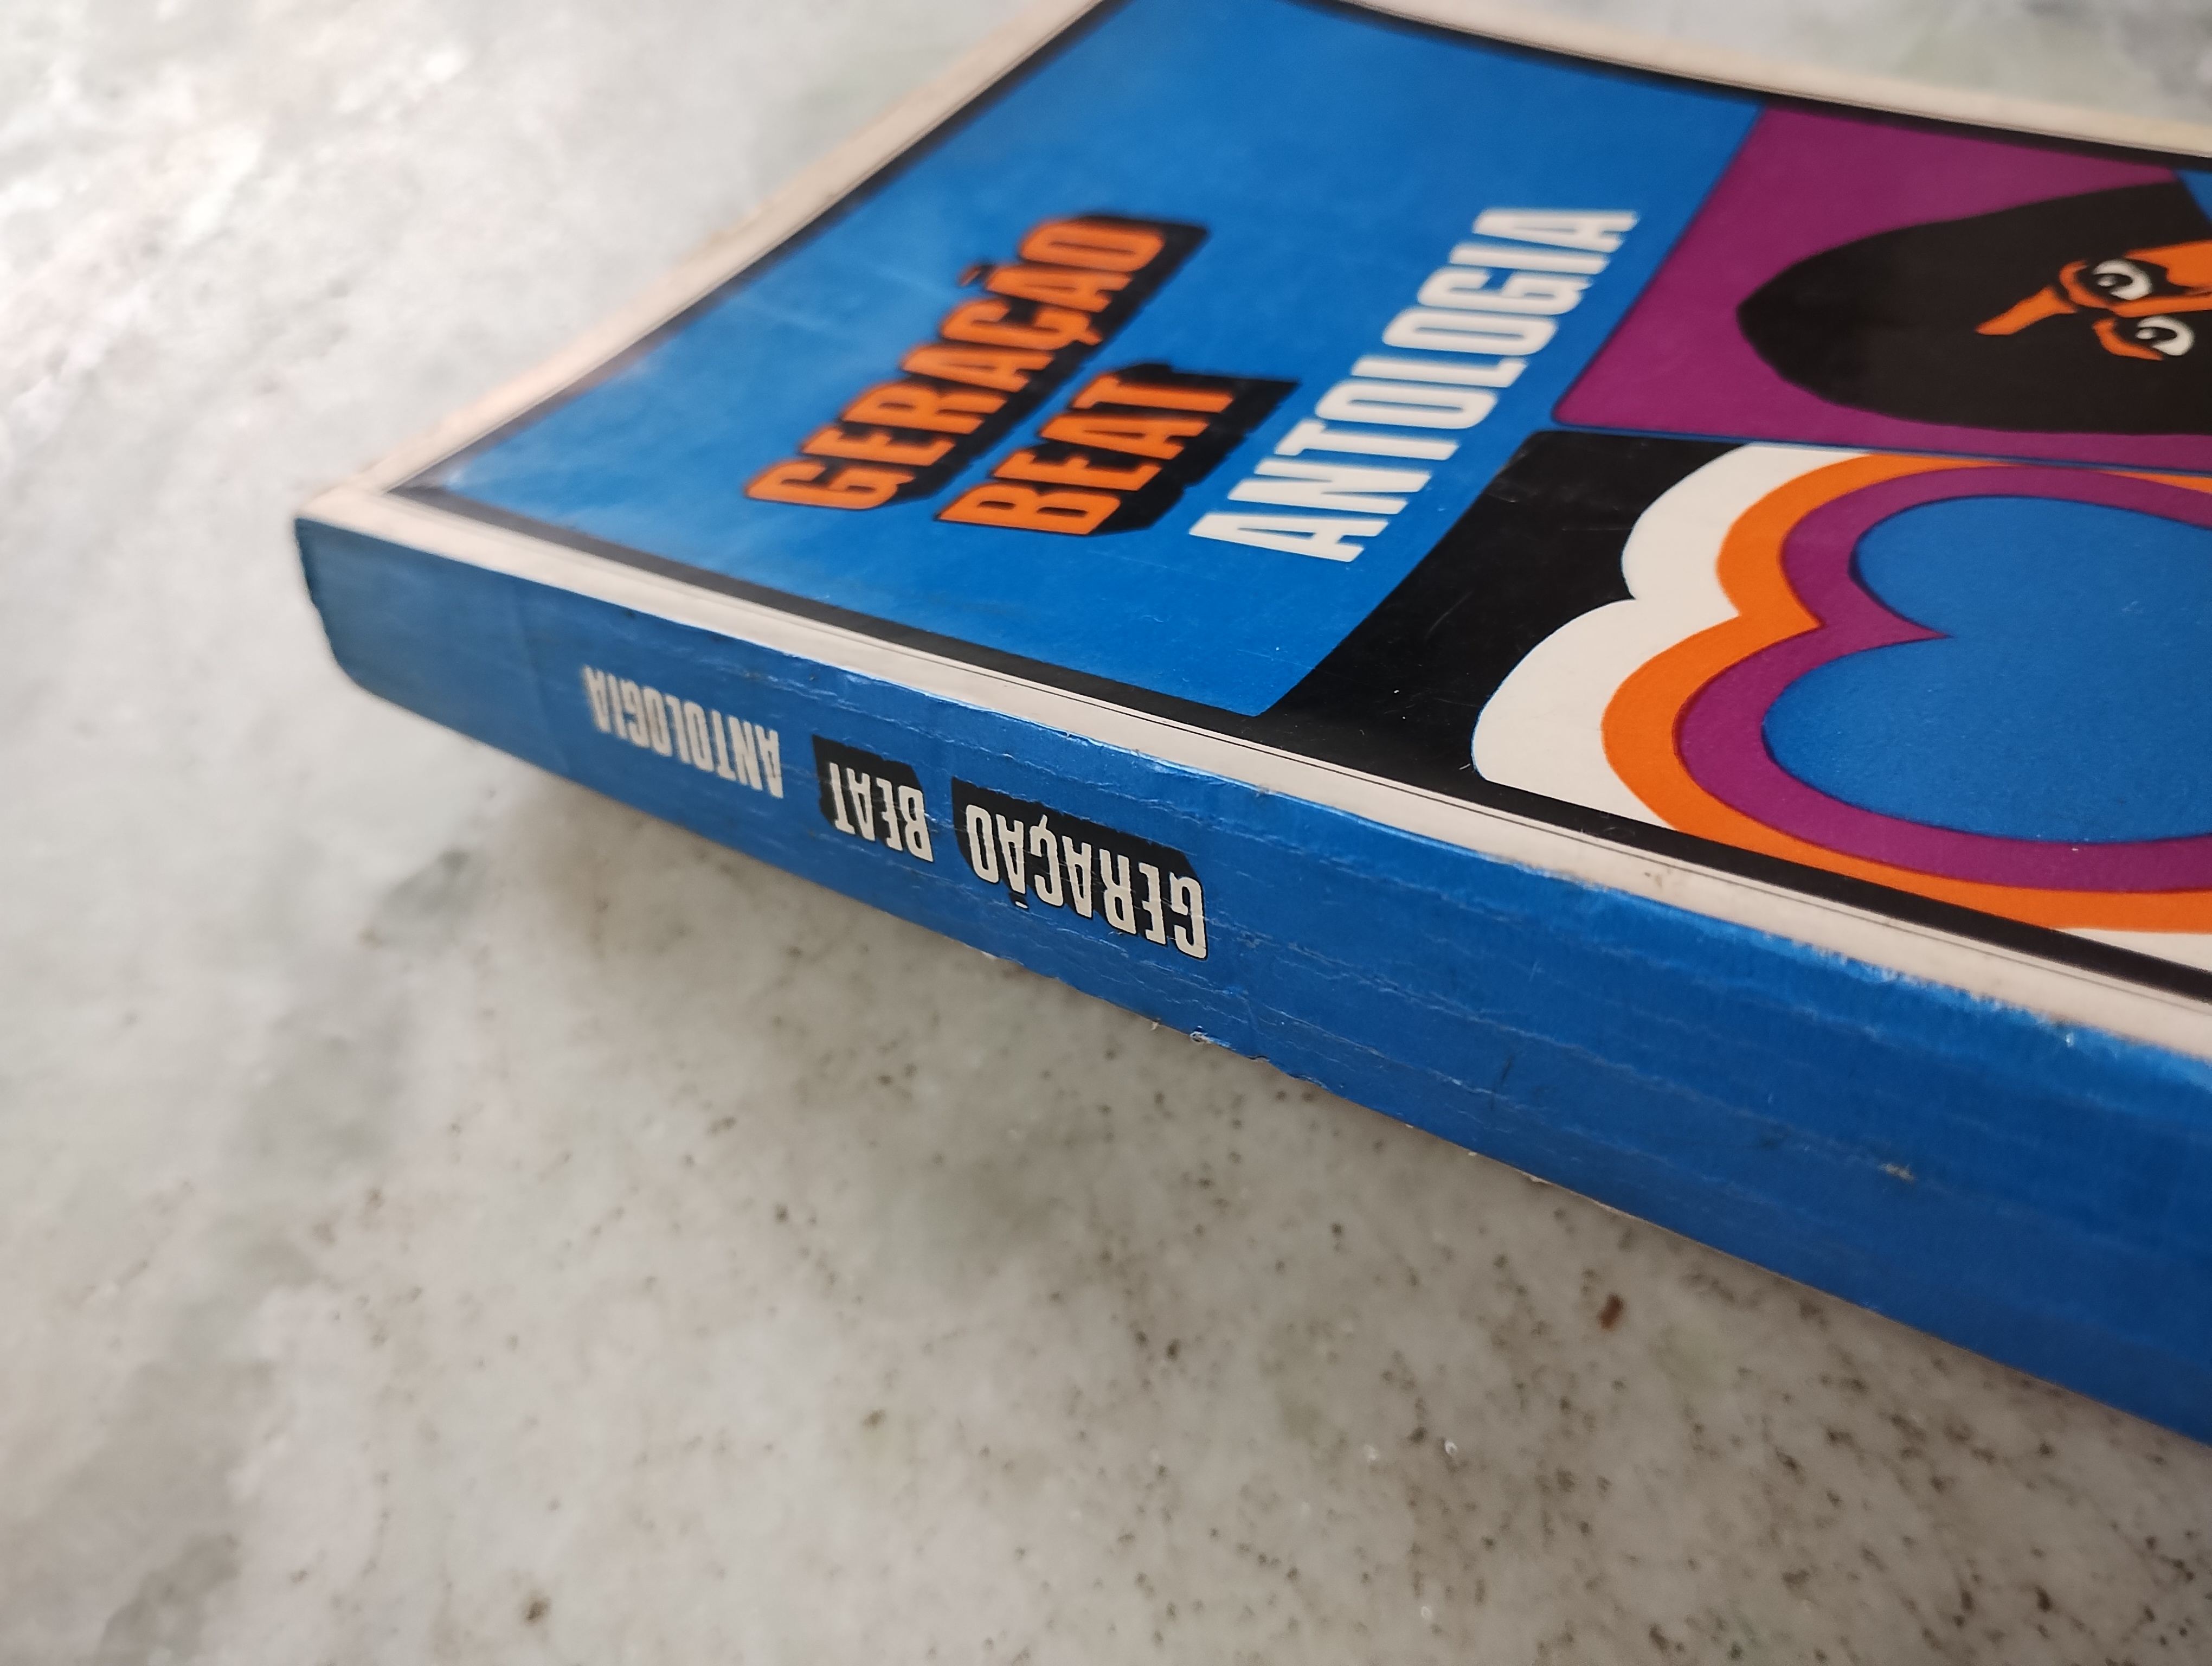 GERAÇÃO
BEAT
ANTOLOGIA
GERAÇÃO BEAT ANTOLOGIA